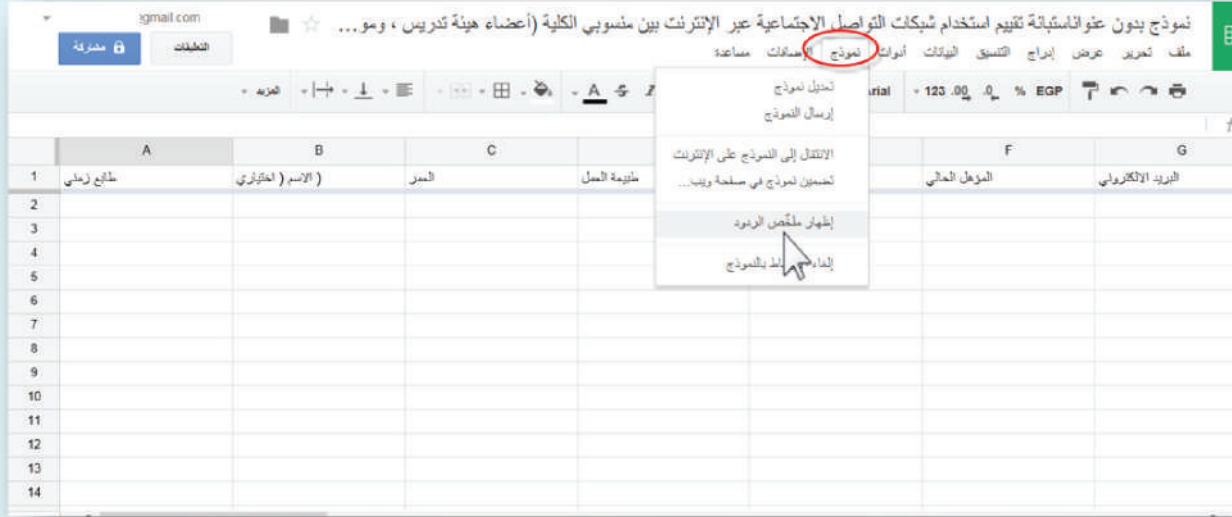 نموذج بدون عنواناستبانة تقييم استخدام شبكات التواصل الإجتماعية عبر الإنترنت بين منسوبي الكلية (أعضاء هيئة تدريس ، ومو...
gmail.com
ملف تحرير عرض إدراج التنسيق البيانات أدوات نموذج الإضافات مساعدة
التعليقات
مشاركة
EGP % .0 .00 123 rial A S I المزيد
تعديل نموذج
إرسال النموذج
الانتقال إلى النموذج على الإنترنت
تضمين نموذج في صفحة ويب...
إظهار ملخّص الردود
بالنموذج
A B C F G
1 طابع زمني ( الاسم ( اختياري العمر طبيعة العمل المؤهل الحالي البريد الالكتروني
2
3
4
5
6
7
8
9
10
11
12
13
14